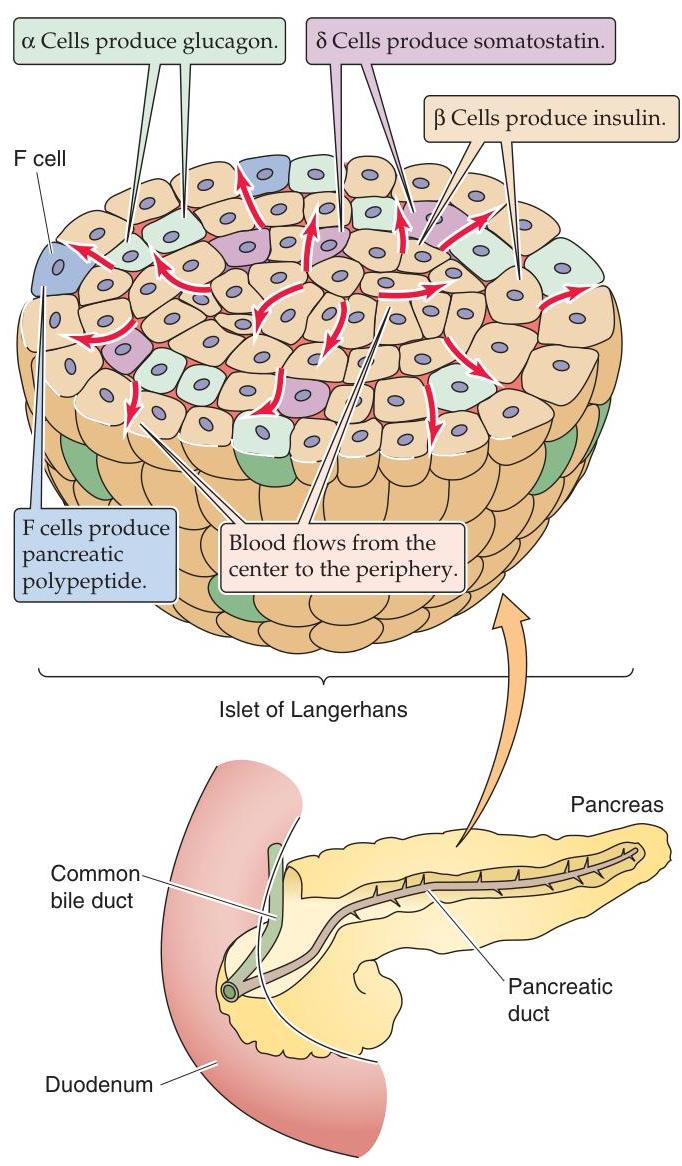 α Cells produce glucagon.
δ Cells produce somatostatin.
β Cells produce insulin.
F cell
F cells produce
pancreatic
polypeptide.
Blood flows from the
center to the periphery.
Islet of Langerhans
Pancreas
Common
bile duct
Pancreatic
duct
Duodenum